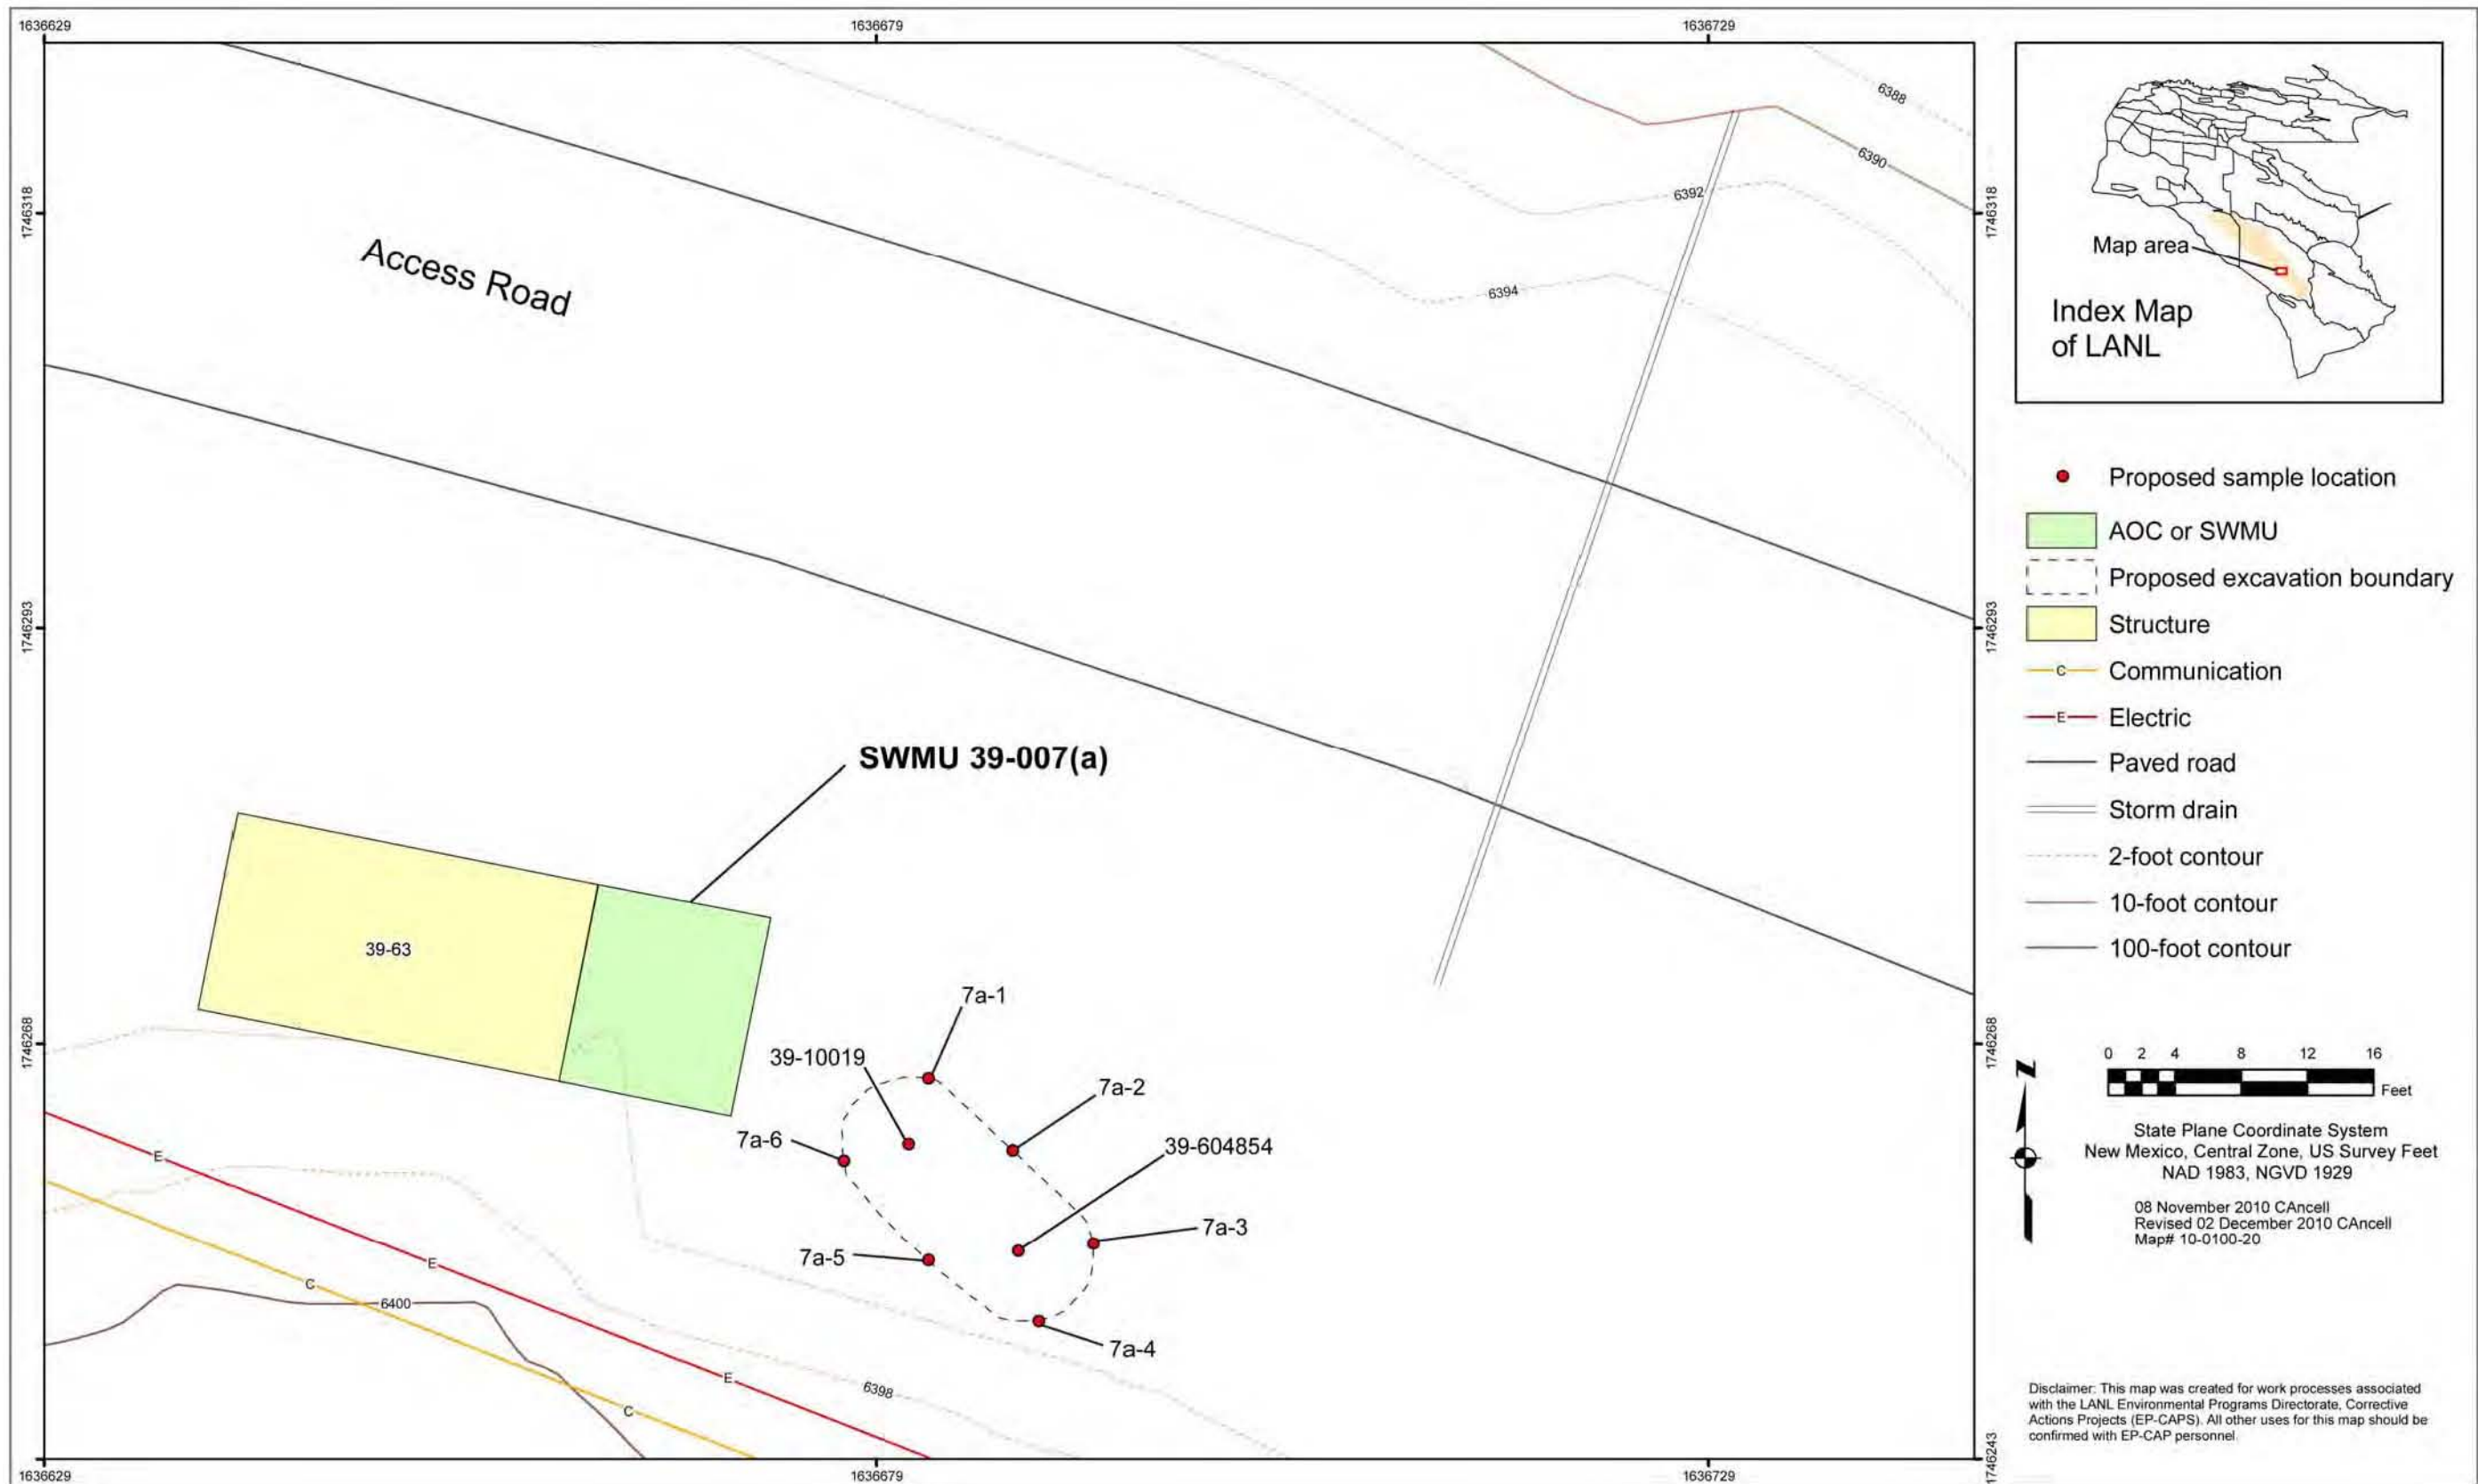 1636629
1636679
1636729
1746318
1746318
1746293
1746293
1746268
1746268
1746243
1636629
1636679
1636729
Access Road
6388
6390
6392
6394
SWMU 39-007(a)
39-63
7a-1
39-10019
7a-2
7a-6
39-604854
7a-3
7a-5
7a-4
E
E
E
C
C
6400
6398
Map area
Index Map
of LANL
Proposed sample location
AOC or SWMU
Proposed excavation boundary
Structure
C Communication
E Electric
Paved road
Storm drain
2-foot contour
10-foot contour
100-foot contour
N
0 2 4 8 12 16
Feet
State Plane Coordinate System
New Mexico, Central Zone, US Survey Feet
NAD 1983, NGVD 1929
08 November 2010 CAncell
Revised 02 December 2010 CAncell
Map# 10-0100-20
Disclaimer: This map was created for work processes associated
with the LANL Environmental Programs Directorate, Corrective
Actions Projects (EP-CAPS). All other uses for this map should be
confirmed with EP-CAP personnel.